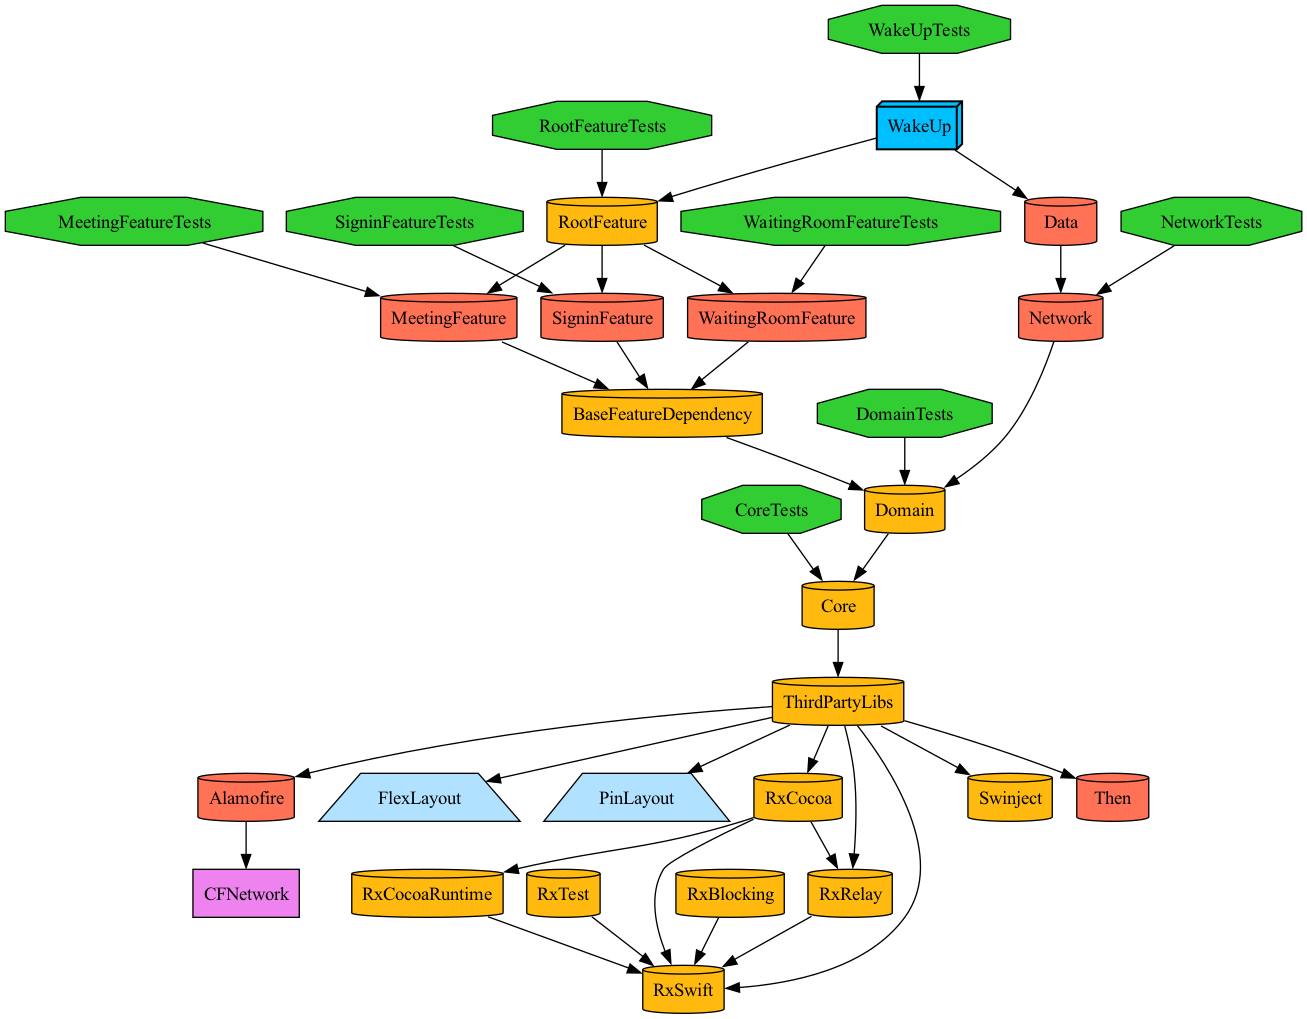 WakeUpTests
RootFeatureTests
WakeUp
MeetingFeatureTests
SigninFeatureTests
RootFeature
WaitingRoomFeatureTests
Data
NetworkTests
MeetingFeature
SigninFeature
WaitingRoomFeature
Network
BaseFeatureDependency
DomainTests
CoreTests
Domain
Core
ThirdPartyLibs
Alamofire
FlexLayout
PinLayout
RxCocoa
Swinject
Then
CFNetwork
RxCocoaRuntime
RxTest
RxBlocking
RxRelay
RxSwift